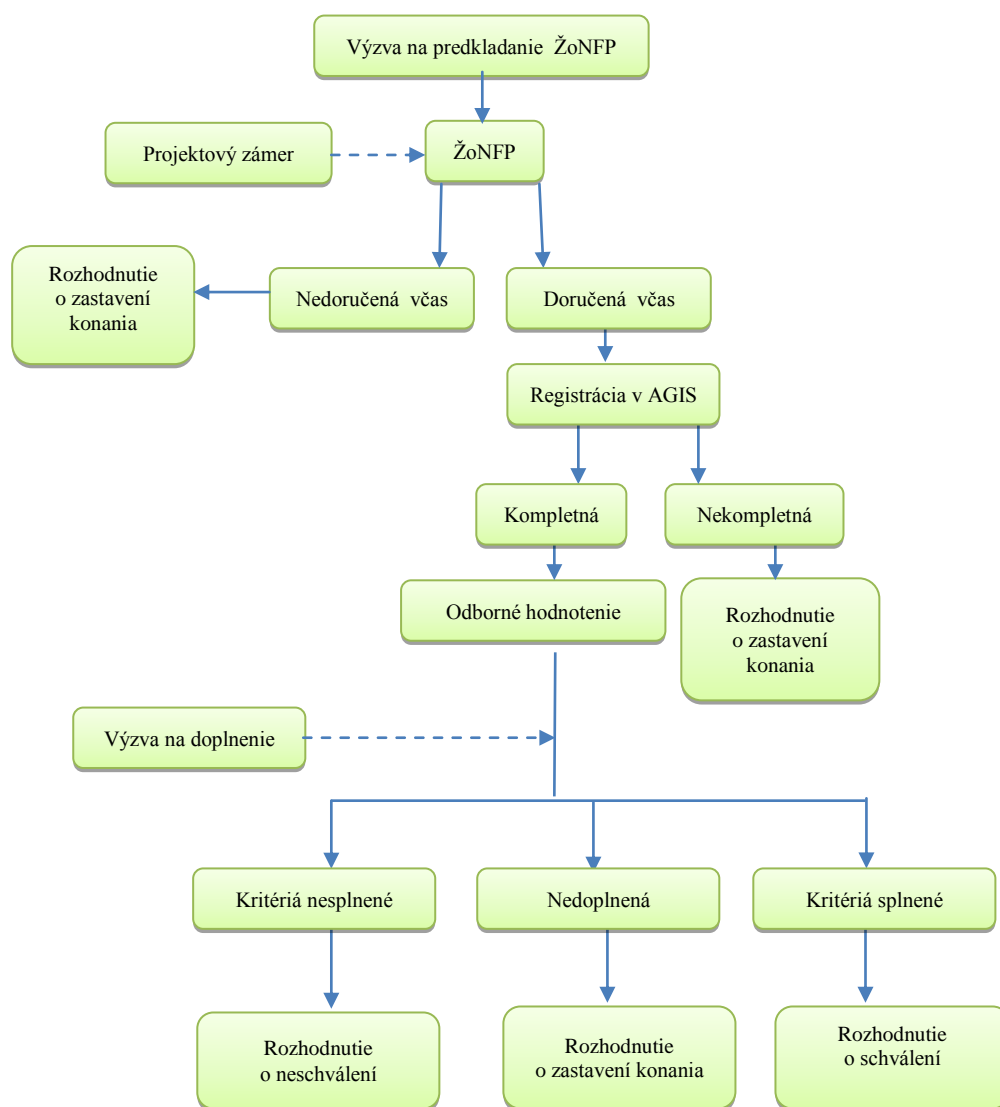 Výzva na predkladanie ŽoNFP
Projektový zámer
ŽoNFP
Rozhodnutie
o zastavení
konania
Nedoručená včas
Doručená včas
Registrácia v AGIS
Kompletná
Nekompletná
Odborné hodnotenie
Rozhodnutie
o zastavení
konania
Výzva na doplnenie
Kritériá nesplnené
Nedoplnená
Kritériá splnené
Rozhodnutie
o neschválení
Rozhodnutie
o zastavení konania
Rozhodnutie
o schválení